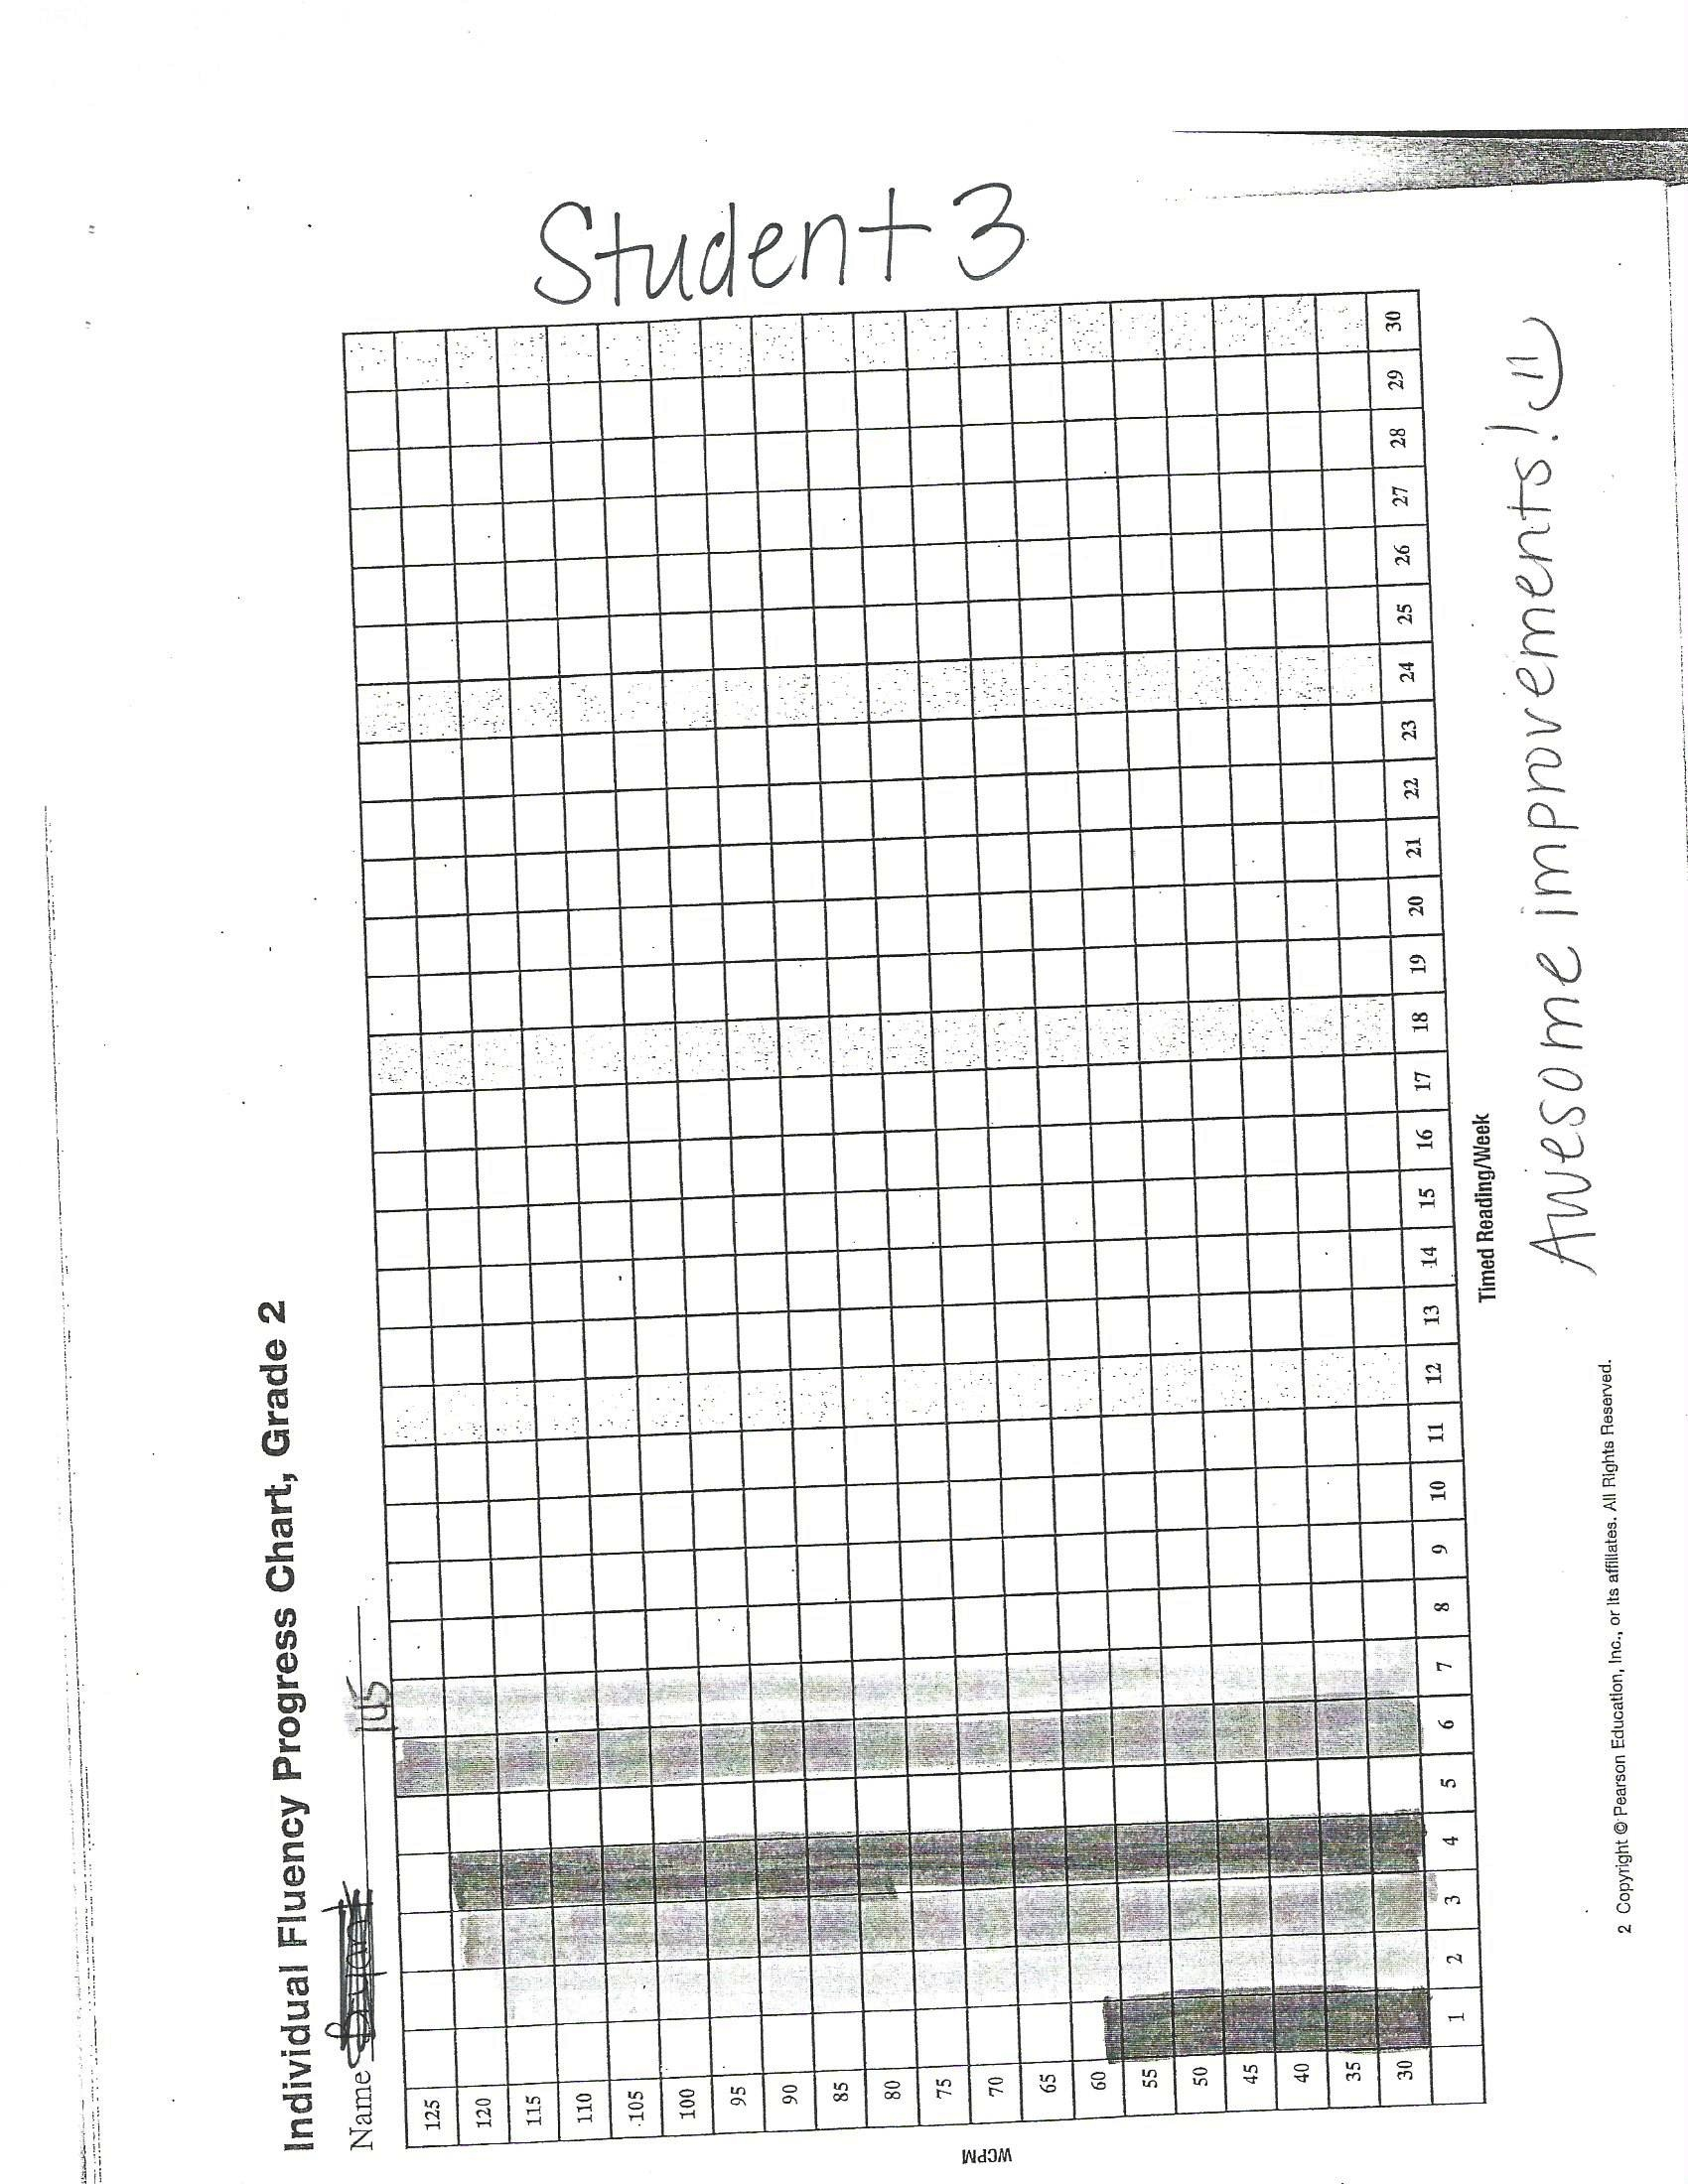 Student 3
Individual Fluency Progress Chart, Grade 2
Name
145
125
120
115
110
105
100
95
90
85
80
75
70
65
60
55
50
45
40
35
30
WCPM
1 2 3 4 5 6 7 8 9 10 11 12 13 14 15 16 17 18 19 20 21 22 23 24 25 26 27 28 29 30
Timed Reading/Week
Awesome improvements!
2 Copyright © Pearson Education, Inc., or its affiliates. All Rights Reserved.